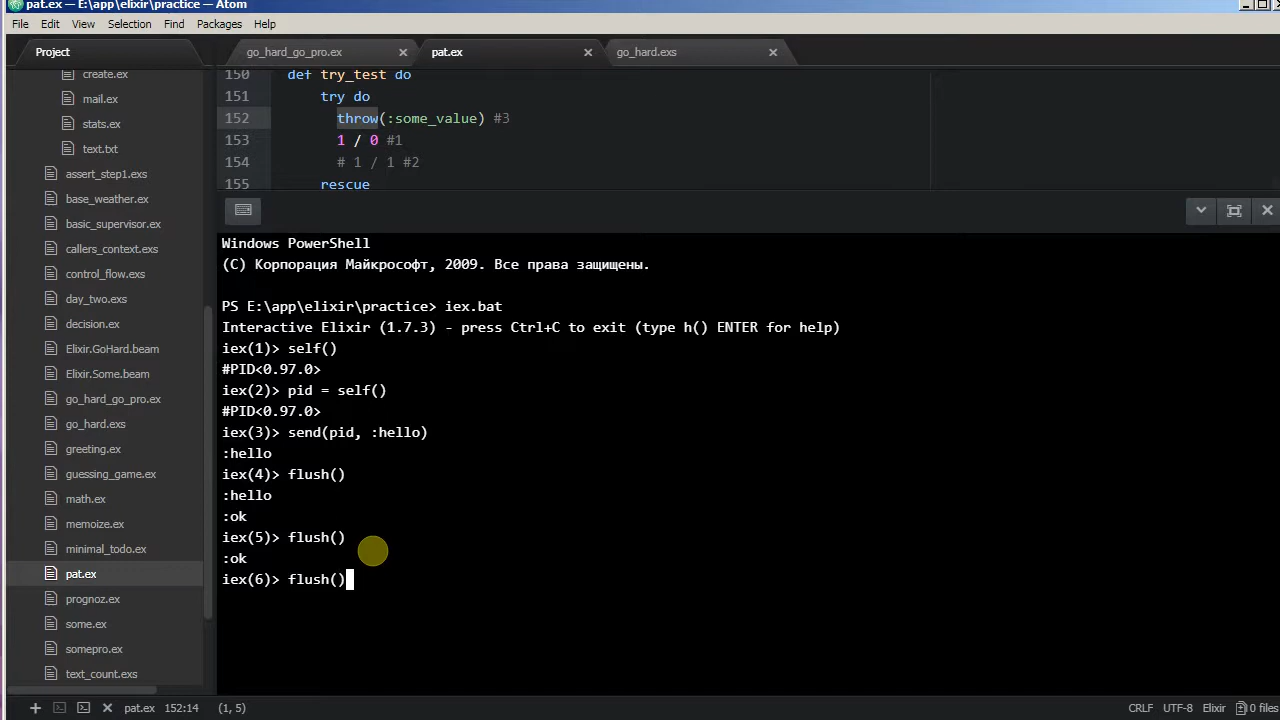 pat.ex — E:\app\elixir\practice — Atom
File Edit View Selection Find Packages Help
Project
go_hard_go_pro.ex pat.ex go_hard.exs
create.ex
mail.ex
stats.ex
text.txt
assert_step1.exs
base_weather.ex
basic_supervisor.ex
callers_context.exs
control_flow.exs
day_two.exs
decision.ex
Elixir.GoHard.beam
Elixir.Some.beam
go_hard_go_pro.ex
go_hard.exs
greeting.ex
guessing_game.ex
math.ex
memoize.ex
minimal_todo.ex
pat.ex
prognoz.ex
some.ex
somepro.ex
text_count.exs
150 def try_test do
151 try do
152 throw(:some_value) #3
153 1 / 0 #1
154 # 1 / 1 #2
155 rescue
Windows PowerShell
(C) Корпорация Майкрософт, 2009. Все права защищены.
PS E:\app\elixir\practice> iex.bat
Interactive Elixir (1.7.3) - press Ctrl+C to exit (type h() ENTER for help)
iex(1)> self()
#PID<0.97.0>
iex(2)> pid = self()
#PID<0.97.0>
iex(3)> send(pid, :hello)
:hello
iex(4)> flush()
:hello
:ok
iex(5)> flush()
:ok
iex(6)> flush()
pat.ex 152:14 (1, 5) CRLF UTF-8 Elixir 0 files